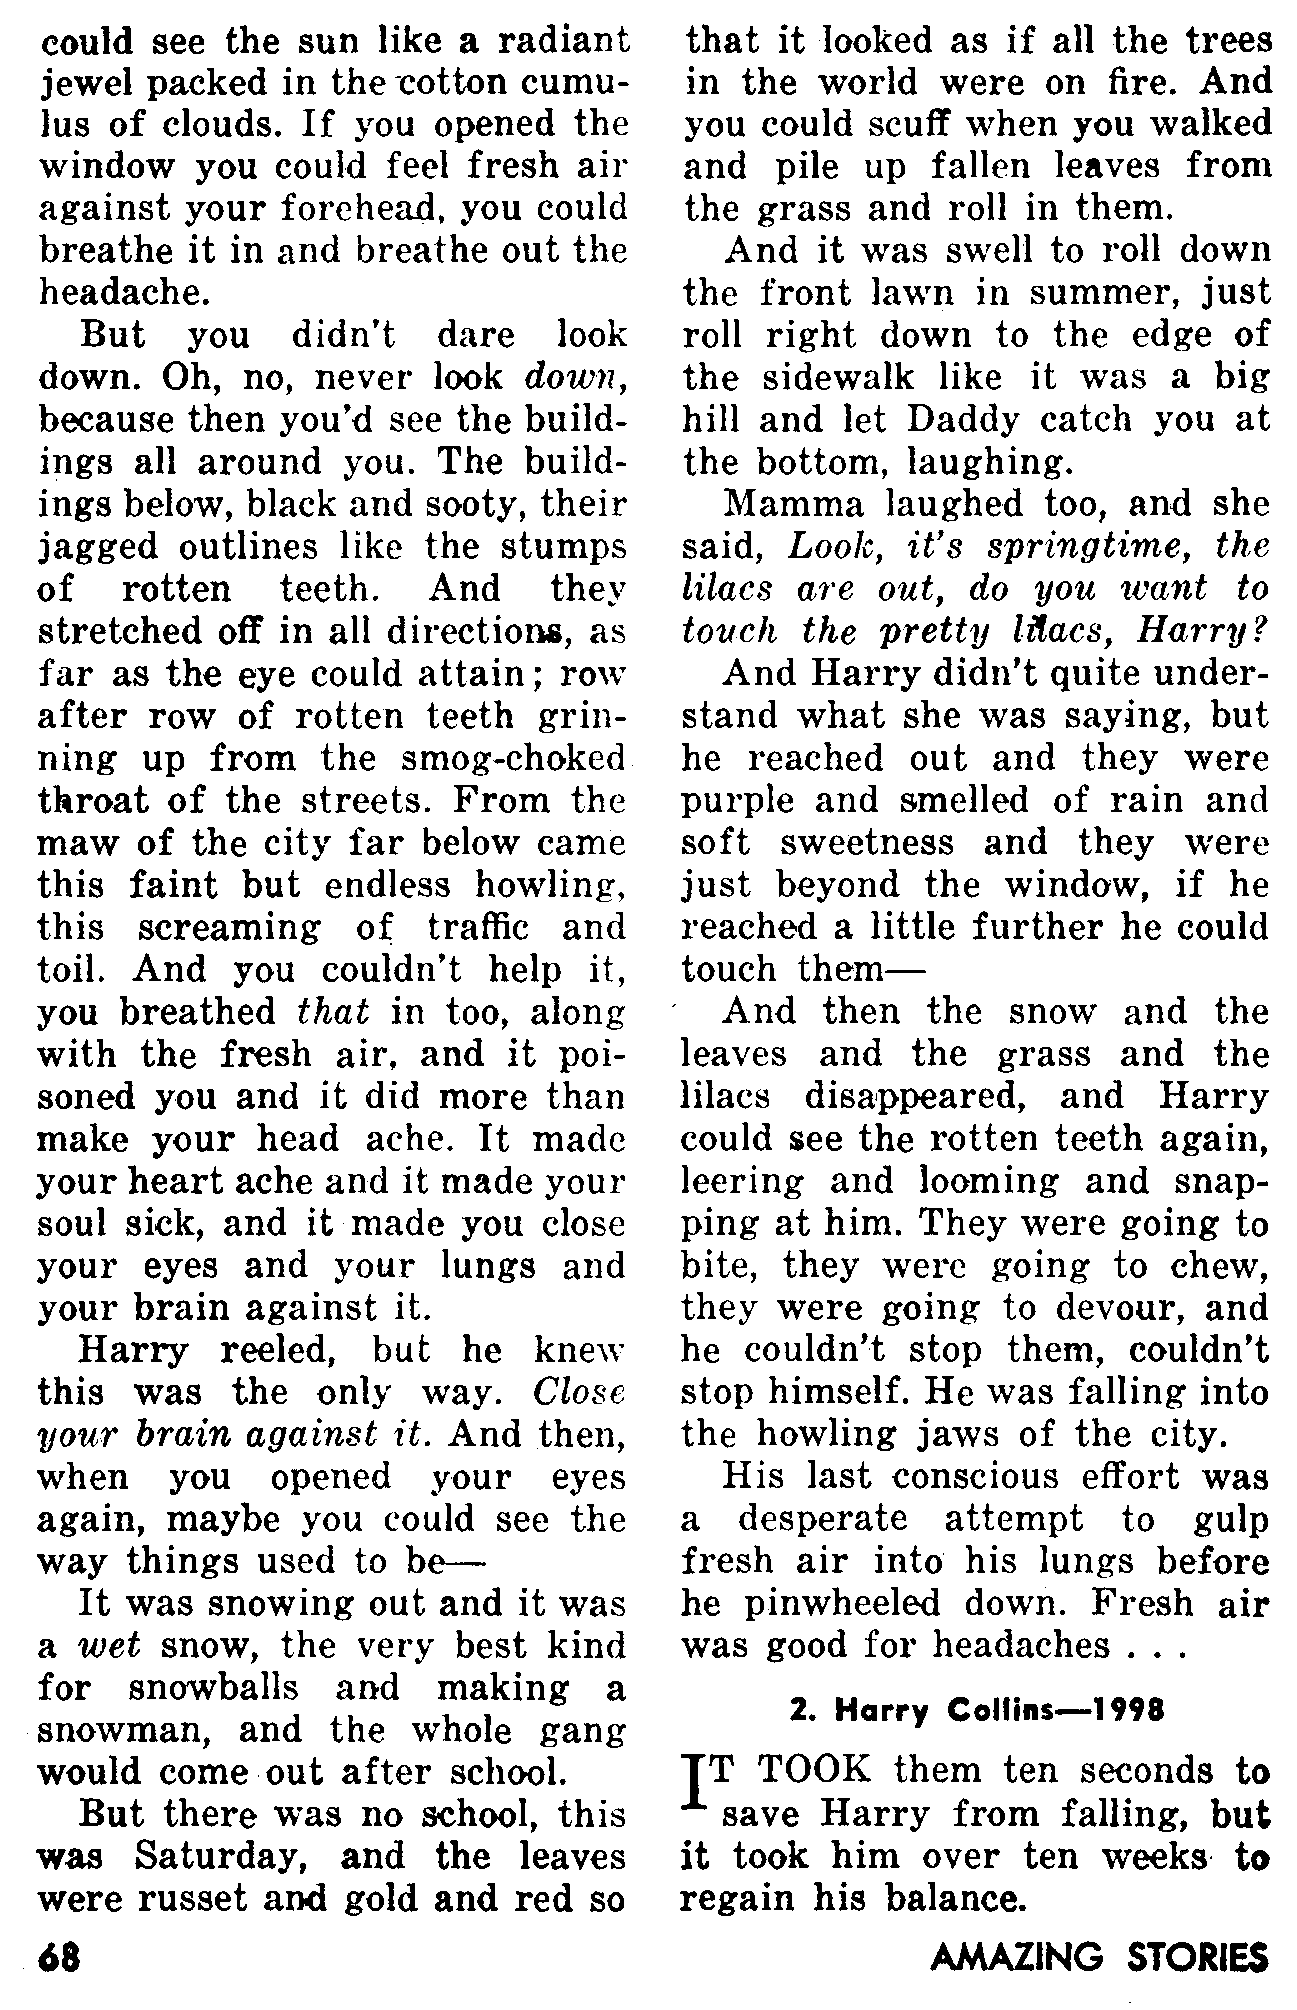 could see the sun like a radiant
jewel packed in the cotton cumu-
lus of clouds. If you opened the
window you could feel fresh air
against your forehead, you could
breathe it in and breathe out the
headache.
But you didn't dare look
down. Oh, no, never look down,
because then you'd see the build-
ings all around you. The build-
ings below, black and sooty, their
jagged outlines like the stumps
of rotten teeth. And they
stretched off in all directions, as
far as the eye could attain; row
after row of rotten teeth grin-
ning up from the smog-choked
throat of the streets. From the
maw of the city far below came
this faint but endless howling,
this screaming of traffic and
toil. And you couldn't help it,
you breathed that in too, along
with the fresh air, and it poi-
soned you and it did more than
make your head ache. It made
your heart ache and it made your
soul sick, and it made you close
your eyes and your lungs and
your brain against it.
Harry reeled, but he knew
this was the only way. Close
your brain against it. And then,
when you opened your eyes
again, maybe you could see the
way things used to be—
It was snowing out and it was
a wet snow, the very best kind
for snowballs and making a
snowman, and the whole gang
would come out after school.
But there was no school, this
was Saturday, and the leaves
were russet and gold and red so
that it looked as if all the trees
in the world were on fire. And
you could scuff when you walked
and pile up fallen leaves from
the grass and roll in them.
And it was swell to roll down
the front lawn in summer, just
roll right down to the edge of
the sidewalk like it was a big
hill and let Daddy catch you at
the bottom, laughing.
Mamma laughed too, and she
said, Look, it's springtime, the
lilacs are out, do you want to
touch the pretty lilacs, Harry?
And Harry didn't quite under-
stand what she was saying, but
he reached out and they were
purple and smelled of rain and
soft sweetness and they were
just beyond the window, if he
reached a little further he could
touch them—
And then the snow and the
leaves and the grass and the
lilacs disappeared, and Harry
could see the rotten teeth again,
leering and looming and snap-
ping at him. They were going to
bite, they were going to chew,
they were going to devour, and
he couldn't stop them, couldn't
stop himself. He was falling into
the howling jaws of the city.
His last conscious effort was
a desperate attempt to gulp
fresh air into his lungs before
he pinwheeled down. Fresh air
was good for headaches . . .
2. Harry Collins—1998
IT TOOK them ten seconds to
save Harry from falling, but
it took him over ten weeks to
regain his balance.
68
AMAZING STORIES